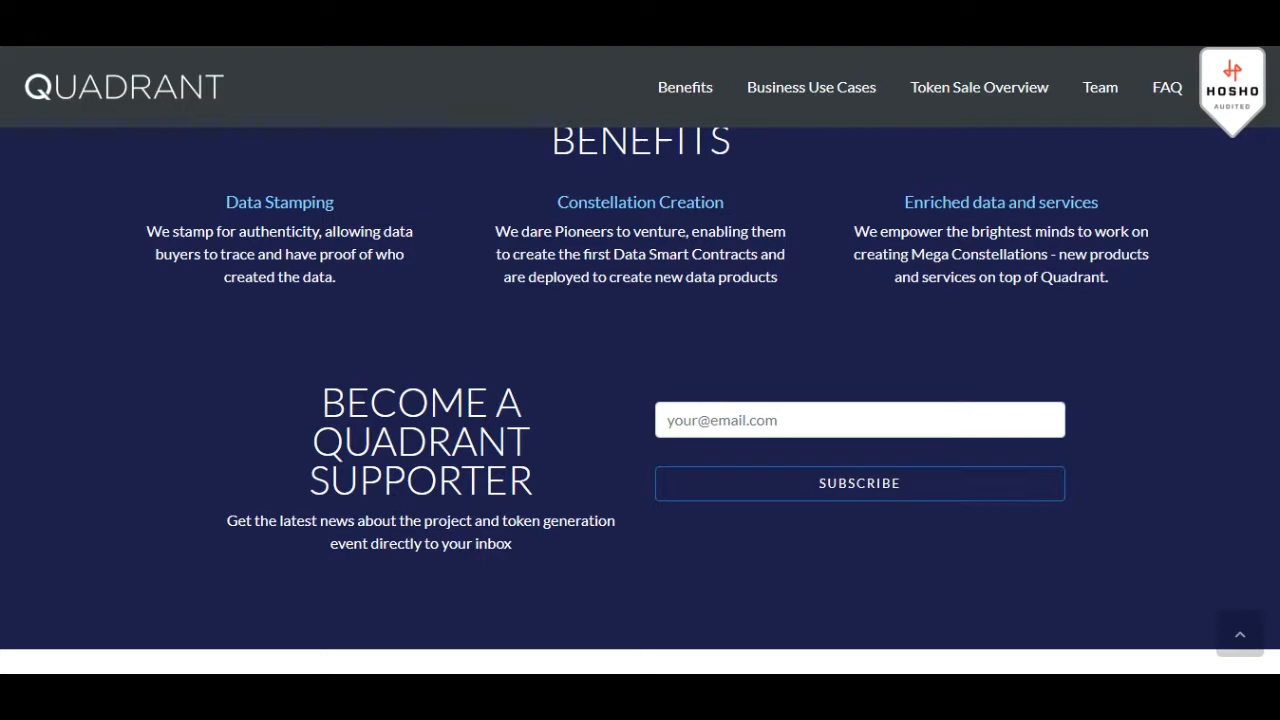 QUADRANT
Benefits
Business Use Cases
Token Sale Overview
Team
FAQ
HOSHO
AUDITED
BENEFITS
Data Stamping
We stamp for authenticity, allowing data
buyers to trace and have proof of who
created the data.
Constellation Creation
We dare Pioneers to venture, enabling them
to create the first Data Smart Contracts and
are deployed to create new data products
Enriched data and services
We empower the brightest minds to work on
creating Mega Constellations - new products
and services on top of Quadrant.
BECOME A
QUADRANT
SUPPORTER
Get the latest news about the project and token generation
event directly to your inbox
your@email.com
SUBSCRIBE